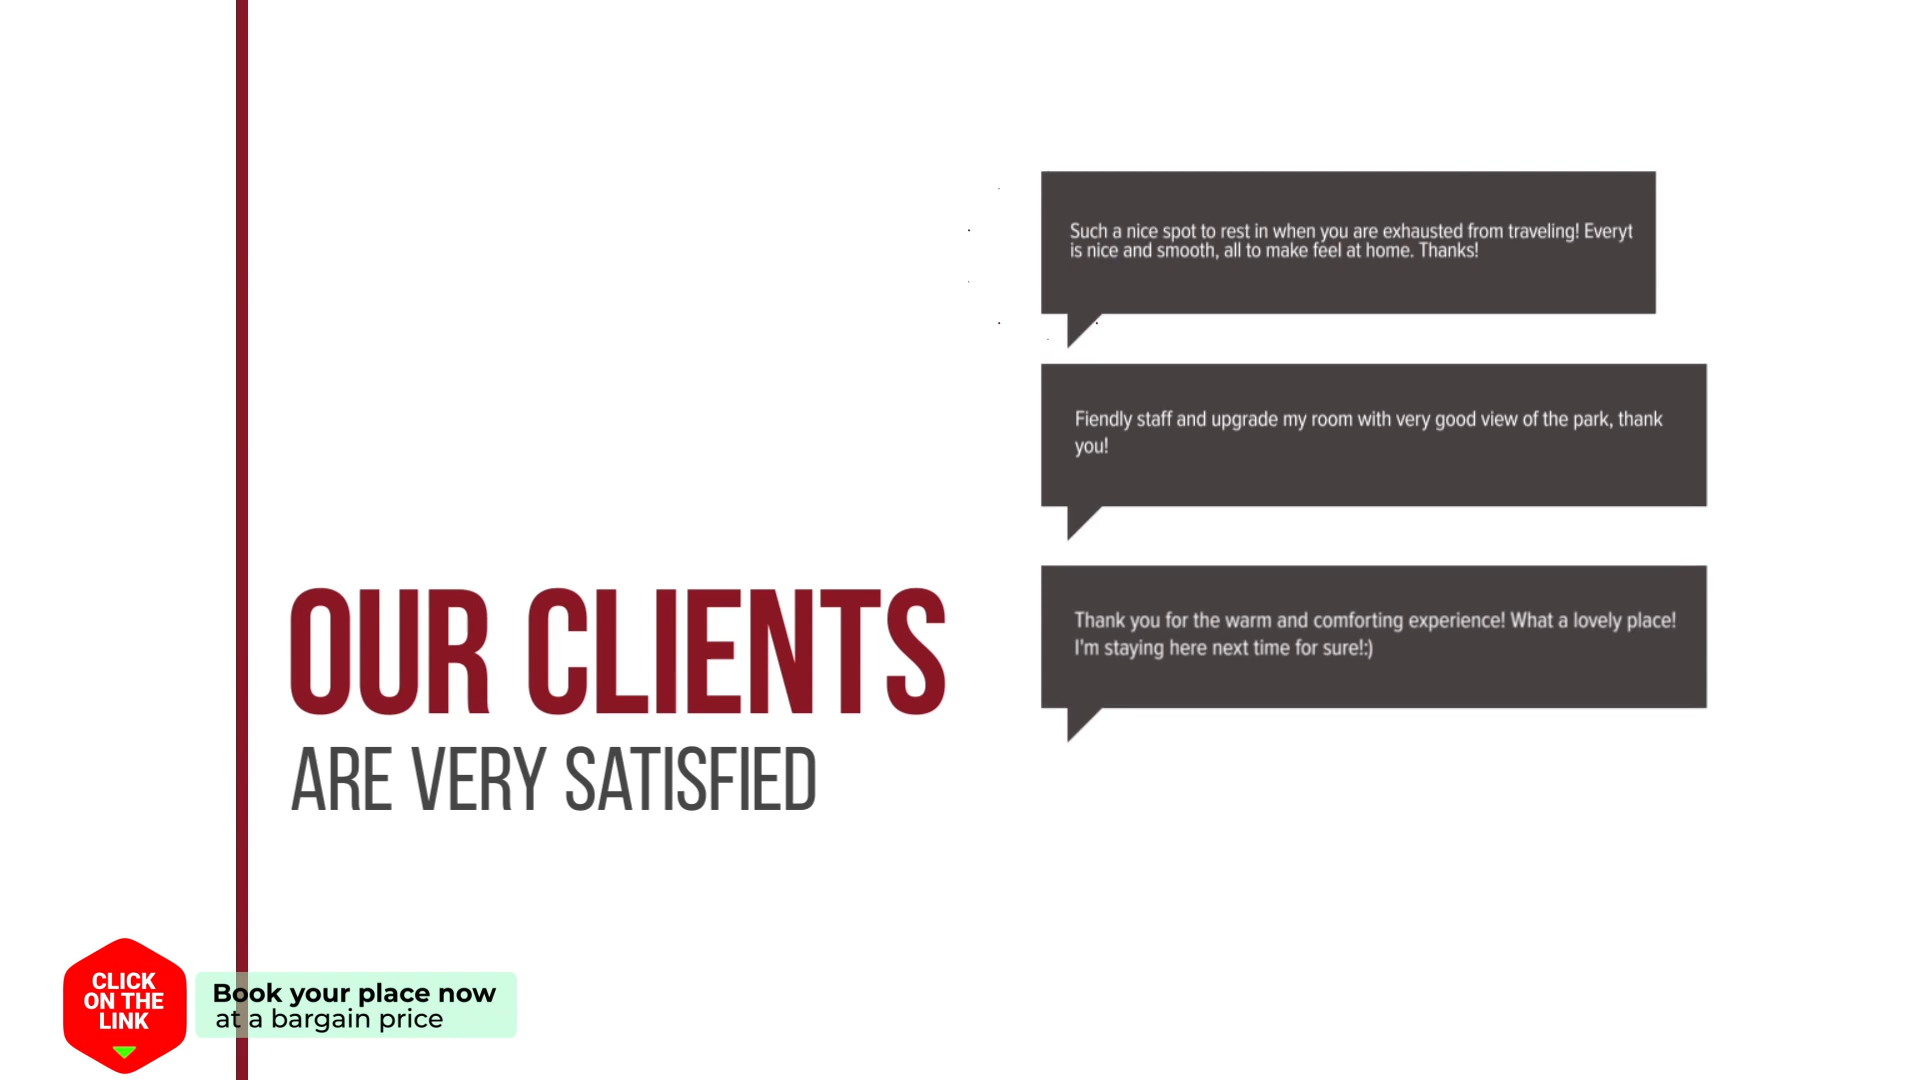 Such a nice spot to rest in when you are exhausted from traveling! Everyt
is nice and smooth, all to make feel at home. Thanks!
Fiendly staff and upgrade my room with very good view of the park, thank
you!
Thank you for the warm and comforting experience! What a lovely place!
I'm staying here next time for sure!:)
OUR CLIENTS
ARE VERY SATISFIED
CLICK
ON THE
LINK
Book your place now
at a bargain price